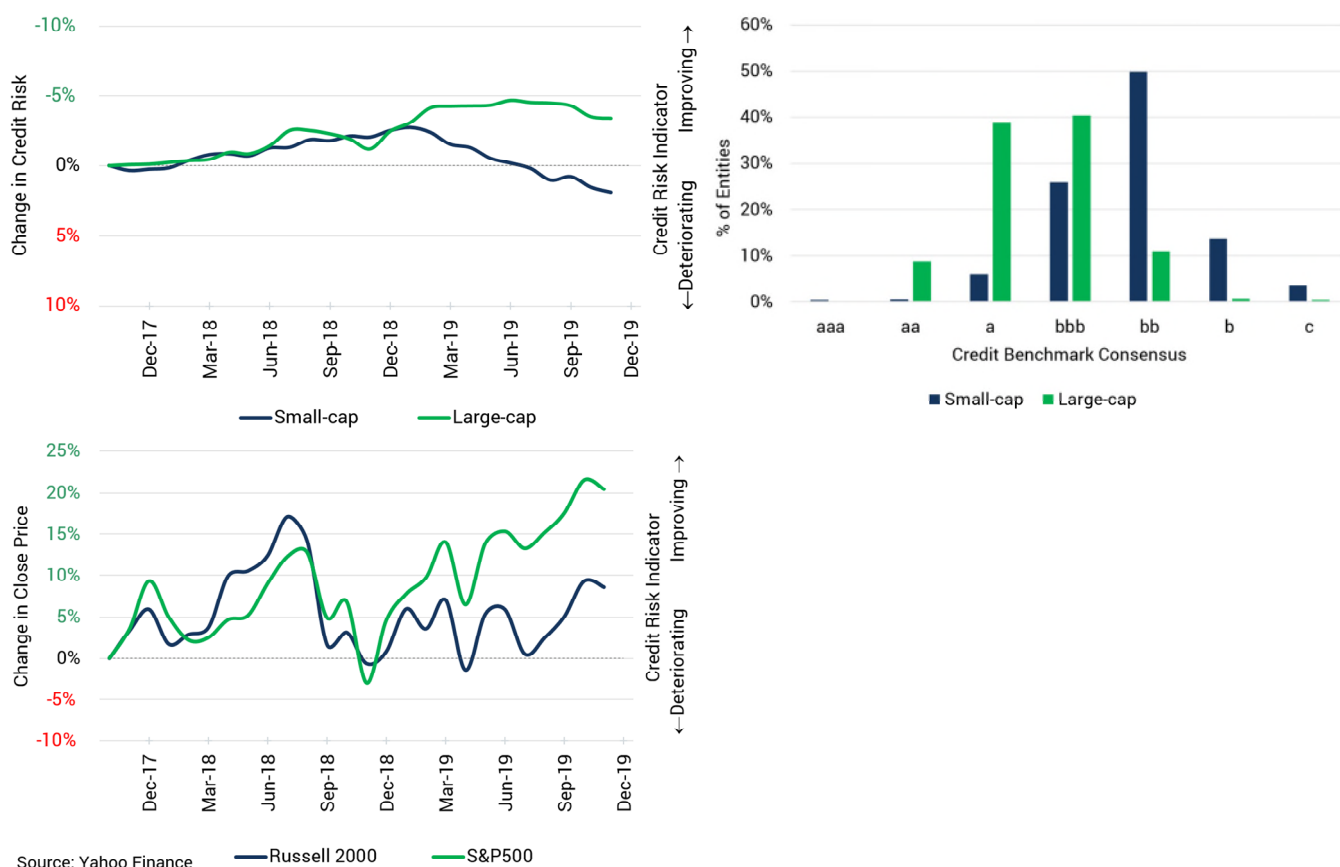 -10%
-5%
0%
5%
10%
Change in Credit Risk
Credit Risk Indicator
←Deteriorating Improving →
Dec-17
Mar-18
Jun-18
Sep-18
Dec-18
Mar-19
Jun-19
Sep-19
Dec-19
Small-cap Large-cap
60%
50%
40%
30%
20%
10%
0%
% of Entities
aaa aa a bbb bb b c
Credit Benchmark Consensus
Small-cap Large-cap
25%
20%
15%
10%
5%
0%
-5%
-10%
Change in Close Price
Credit Risk Indicator
←Deteriorating Improving →
Dec-17
Mar-18
Jun-18
Sep-18
Dec-18
Mar-19
Jun-19
Sep-19
Dec-19
Source: Yahoo Finance Russell 2000 S&P500